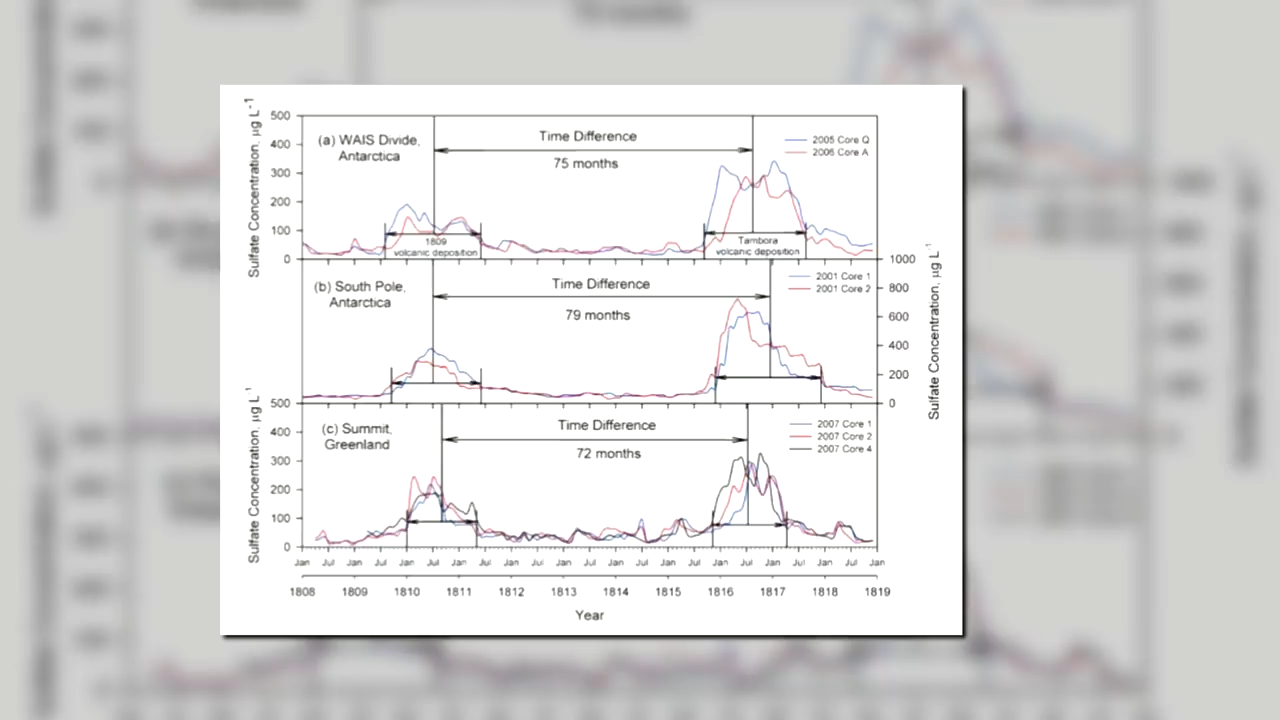 500
400
300
200
100
0
Sulfate Concentration, µg L-1
(a) WAIS Divide,
Antarctica
Time Difference
75 months
2005 Core Q
2006 Core A
1809
volcanic deposition
Tambora
volcanic deposition
(b) South Pole,
Antarctica
Time Difference
79 months
2001 Core 1
2001 Core 2
1000
800
600
400
200
0
Sulfate Concentration, µg L-1
500
400
300
200
100
0
Sulfate Concentration, µg L-1
(c) Summit,
Greenland
Time Difference
72 months
2007 Core 1
2007 Core 2
2007 Core 4
Jan Jul Jan Jul Jan Jul Jan Jul Jan Jul Jan Jul Jan Jul Jan Jul Jan Jul Jan Jul Jan Jul Jan
1808 1809 1810 1811 1812 1813 1814 1815 1816 1817 1818 1819
Year